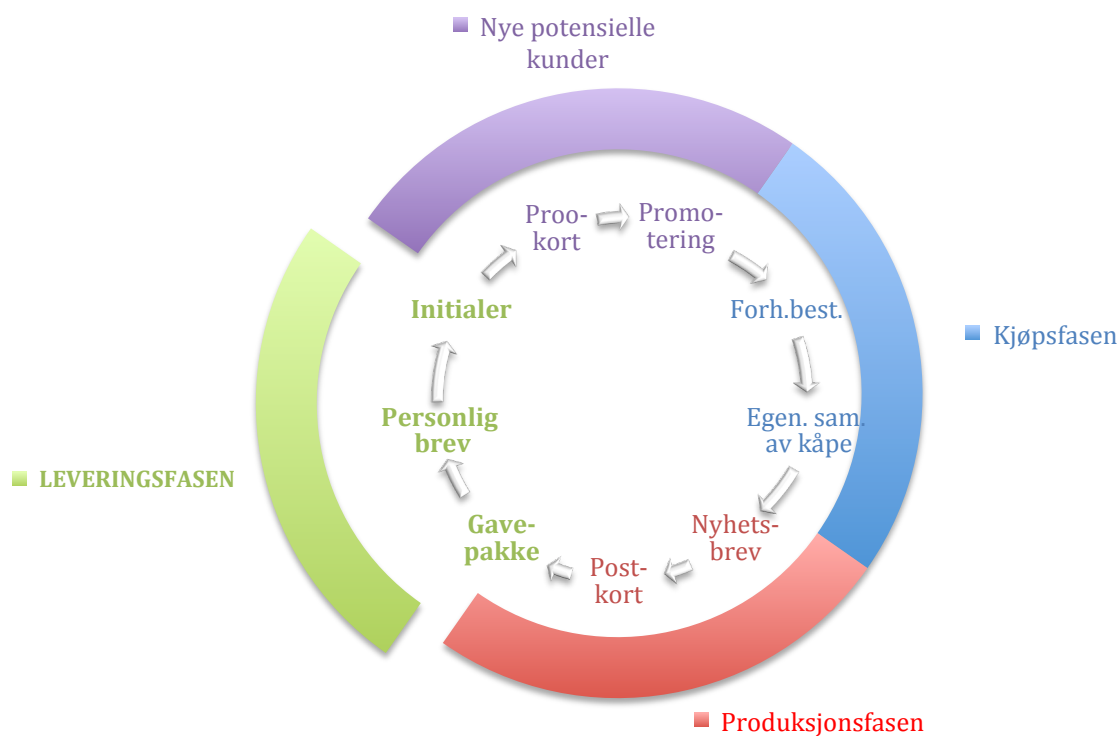 Nye potensielle
kunder
Proo-
kort
Promo-
tering
Initialer
Forh.best.
Kjøpsfasen
Personlig
brev
Egen. sam.
av kåpe
LEVERINGSFASEN
Gave-
pakke
Nyhets-
brev
Post-
kort
Produksjonsfasen